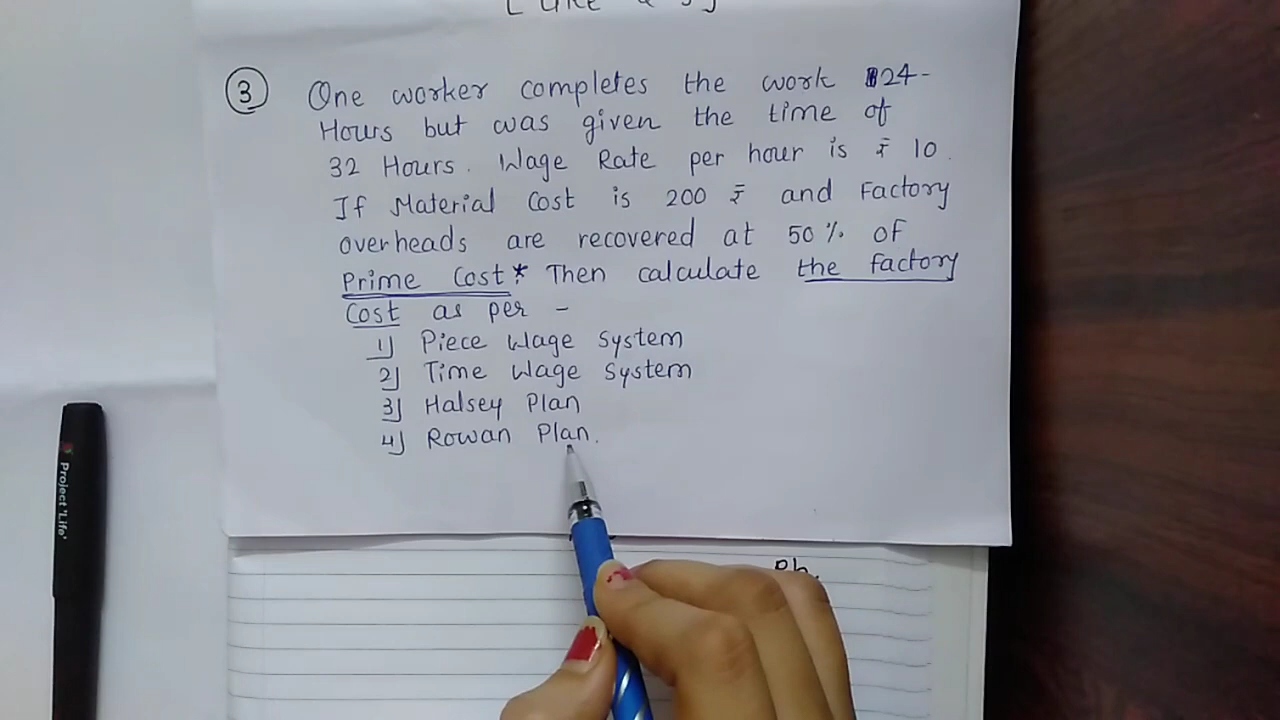 3 One worker completes the work 24-
Hours but was given the time of
32 Hours. Wage Rate per hour is ₹ 10.
If Material Cost is 200 ₹ and Factory
overheads are recovered at 50% of
Prime Cost* Then calculate the factory
Cost as per -
1) Piece Wage System
2) Time Wage System
3) Halsey Plan
4) Rowan Plan.
Project 'Life'